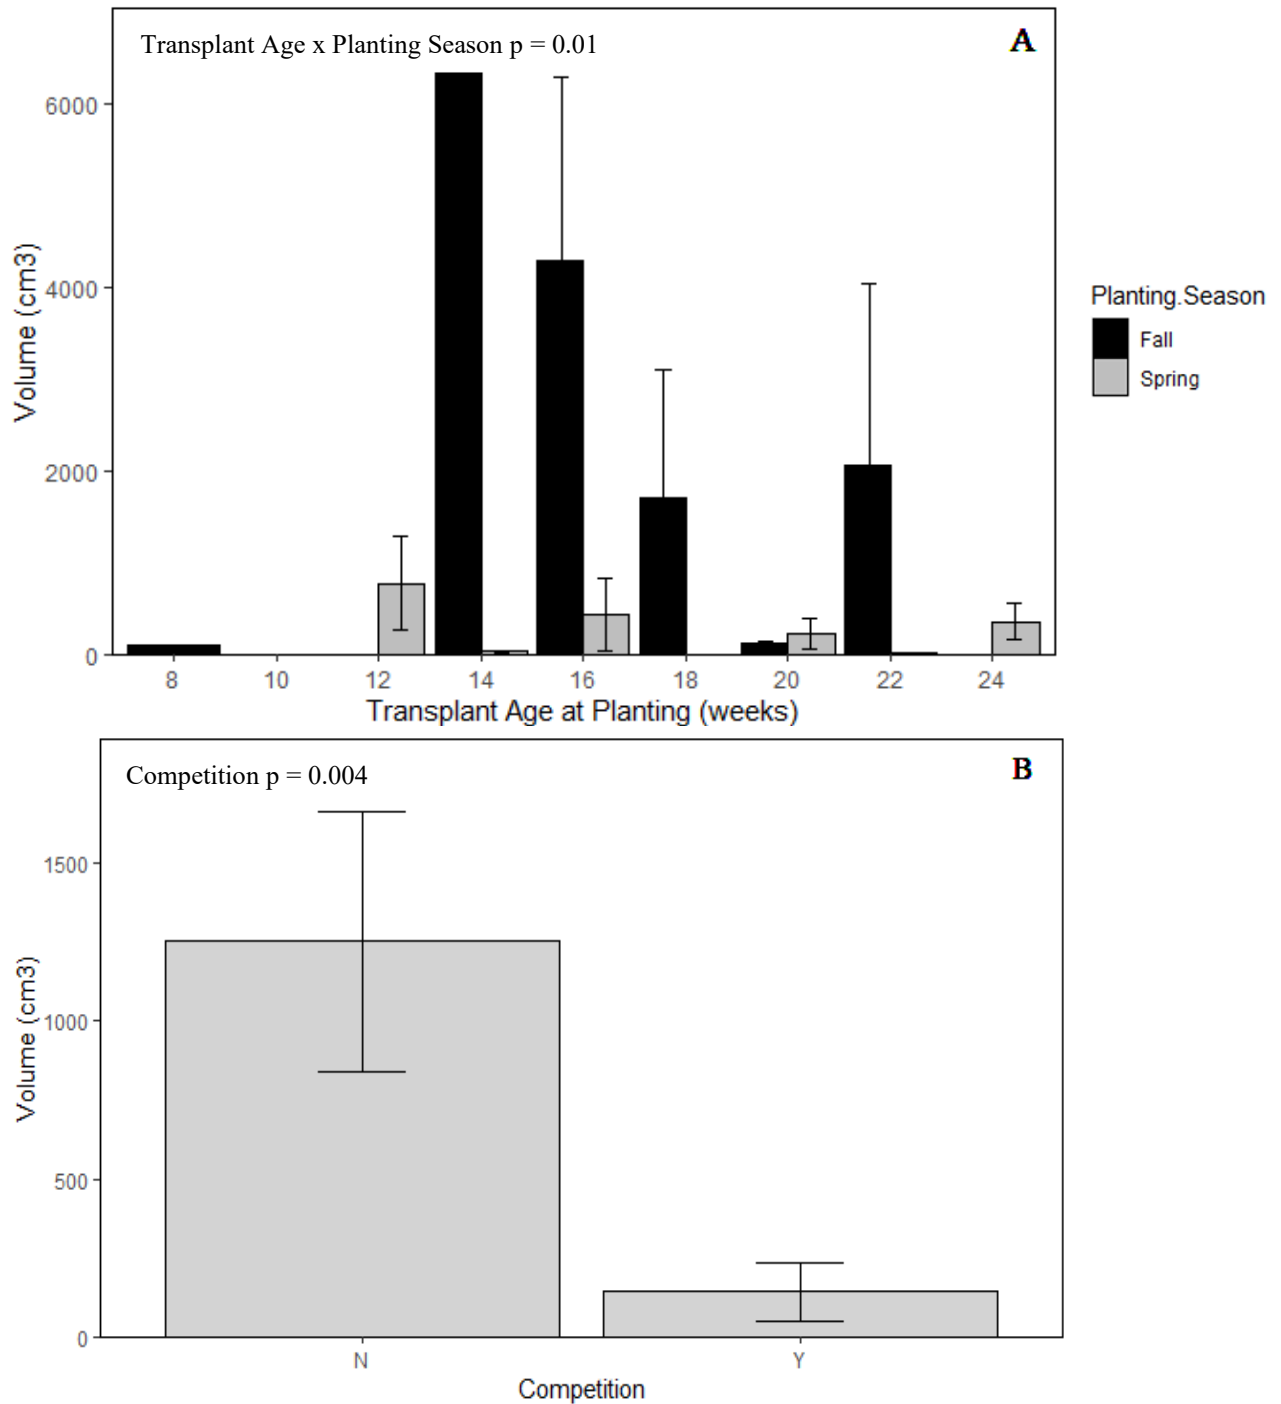 Transplant Age x Planting Season p = 0.01
A
6000
4000
2000
0
Volume (cm3)
8 10 12 14 16 18 20 22 24
Transplant Age at Planting (weeks)
Planting.Season
Fall
Spring
Competition p = 0.004
B
1500
1000
500
0
Volume (cm3)
N Y
Competition